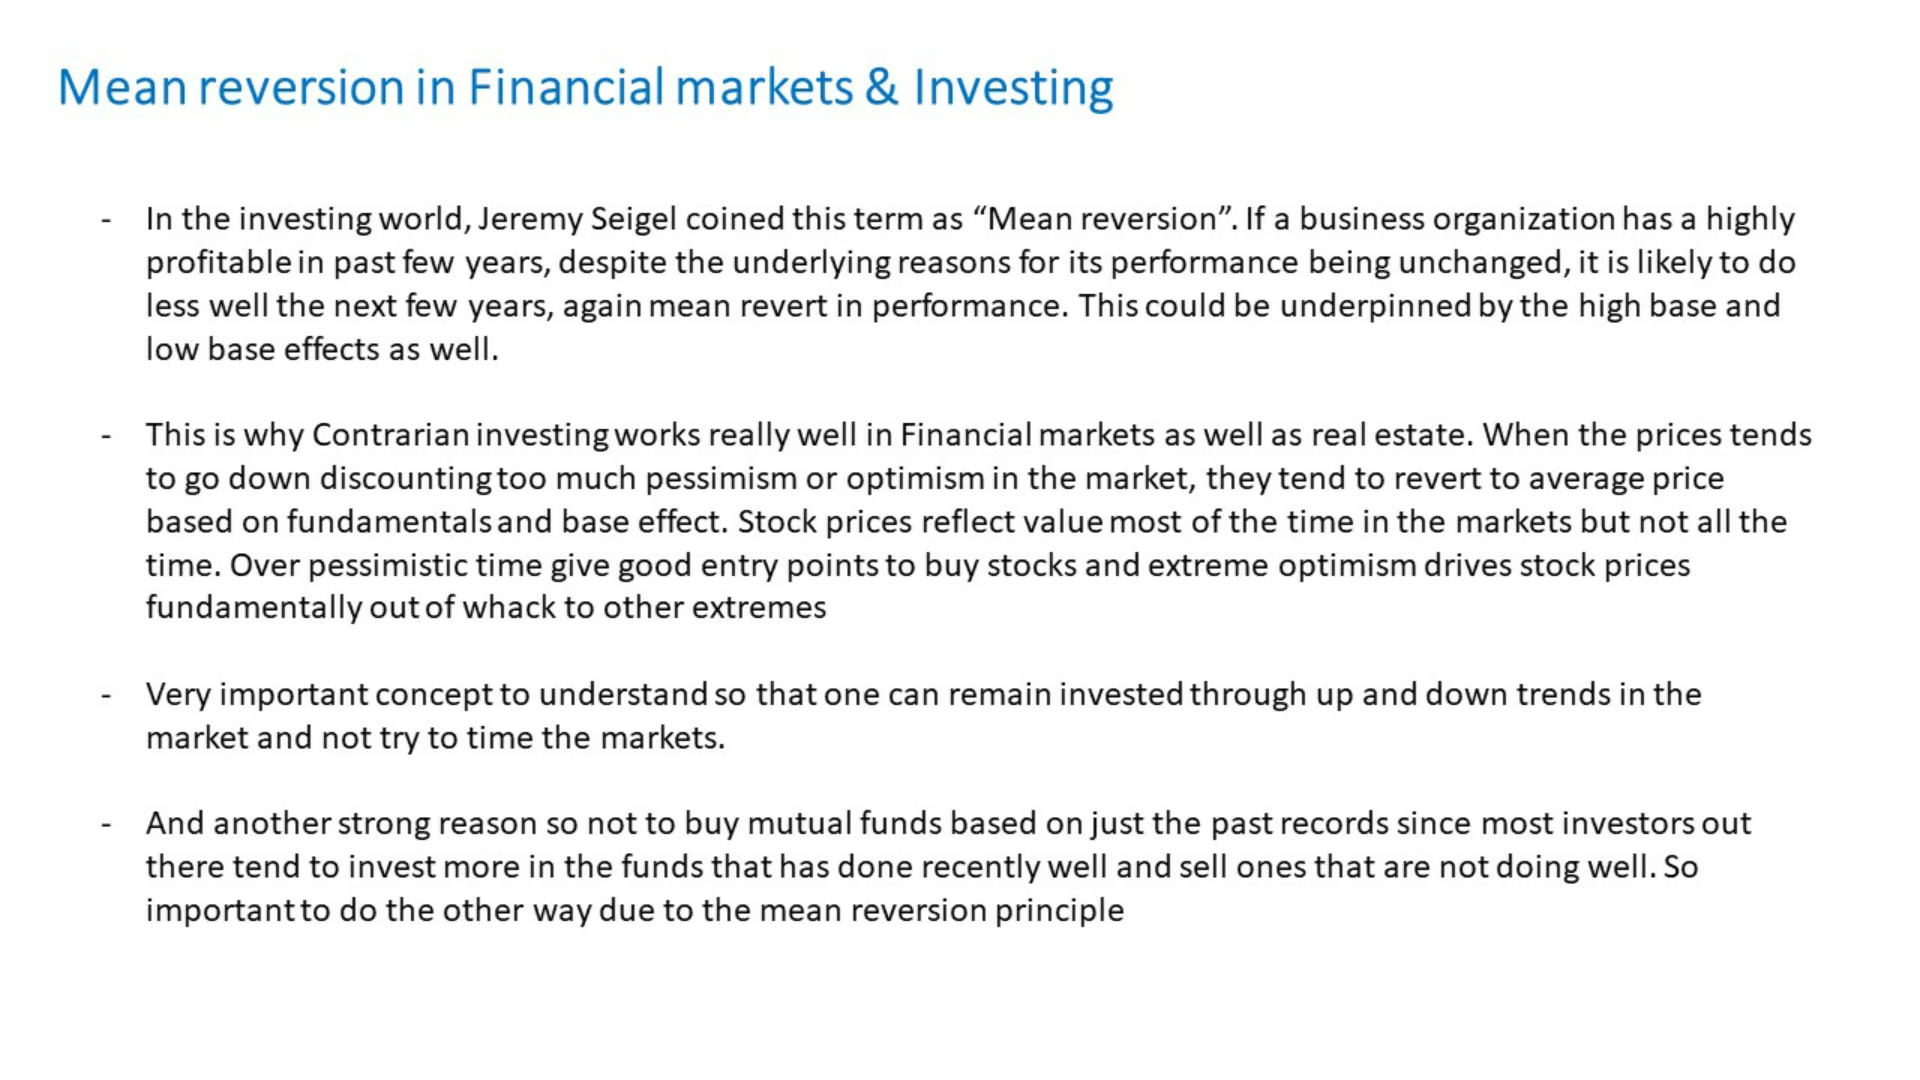 Mean reversion in Financial markets & Investing
- In the investing world, Jeremy Seigel coined this term as “Mean reversion”. If a business organization has a highly
profitable in past few years, despite the underlying reasons for its performance being unchanged, it is likely to do
less well the next few years, again mean revert in performance. This could be underpinned by the high base and
low base effects as well.
- This is why Contrarian investing works really well in Financial markets as well as real estate. When the prices tends
to go down discounting too much pessimism or optimism in the market, they tend to revert to average price
based on fundamentals and base effect. Stock prices reflect value most of the time in the markets but not all the
time. Over pessimistic time give good entry points to buy stocks and extreme optimism drives stock prices
fundamentally out of whack to other extremes
- Very important concept to understand so that one can remain invested through up and down trends in the
market and not try to time the markets.
- And another strong reason so not to buy mutual funds based on just the past records since most investors out
there tend to invest more in the funds that has done recently well and sell ones that are not doing well. So
important to do the other way due to the mean reversion principle